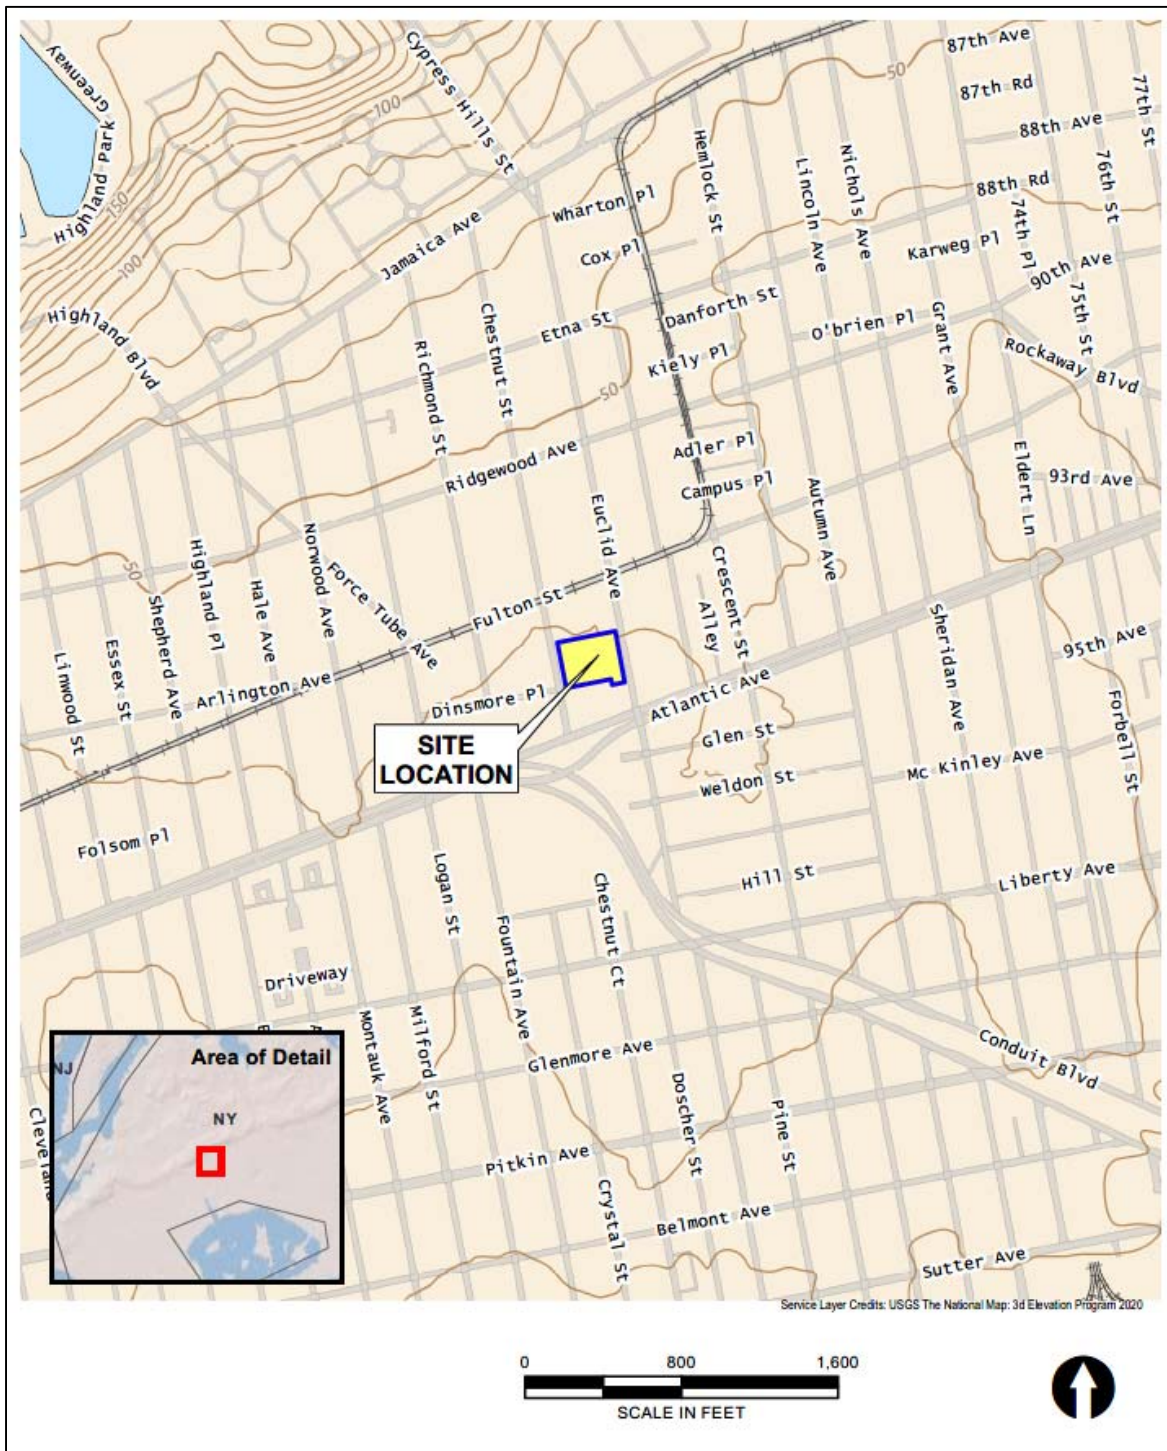 87th Ave
Cypress Hills St
50
87th Rd
77th St
Highland Park Greenway
100
88th Ave
Hemlock St
Lincoln Ave
Nichols Ave
76th St
88th Rd
150
Wharton Pl
74th Pl
Jamaica Ave
Cox Pl
Karweg Pl
100
90th Ave
Danforth St
75th St
Highland Blvd
Chestnut St
Etna St
O'brien Pl
Grant Ave
Richmond St
Kiely Pl
Rockaway Blvd
50
Adler Pl
Ridgewood Ave
Campus Pl
Eldert Ln
93rd Ave
Euclid Ave
Autumn Ave
Norwood Ave
Highland Pl
50
Force Tube Ave
Crescent St
Hale Ave
Fulton St
Shepherd Ave
Alley
Sheridan Ave
95th Ave
Essex St
Linwood St
Arlington Ave
Dinsmore Pl
Atlantic Ave
Forbell St
SITE
LOCATION
Glen St
Mc Kinley Ave
Weldon St
Folsom Pl
Logan St
Hill St
Liberty Ave
Chestnut Ct
Fountain Ave
Driveway
Montauk Ave
Milford St
Glenmore Ave
Conduit Blvd
Doscher St
Pine St
Pitkin Ave
Crystal St
Belmont Ave
Sutter Ave
Cleveland
Area of Detail
NJ
NY
Service Layer Credits: USGS The National Map: 3d Elevation Program 2020
0 800 1,600
SCALE IN FEET